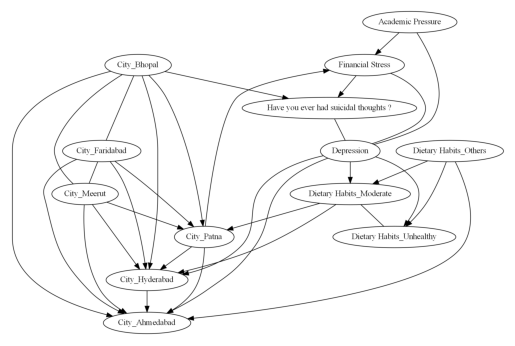 Academic Pressure
City_Bhopal
Financial Stress
Have you ever had suicidal thoughts ?
City_Faridabad
Depression
Dietary Habits_Others
City_Meerut
Dietary Habits_Moderate
City_Patna
Dietary Habits_Unhealthy
City_Hyderabad
City_Ahmedabad